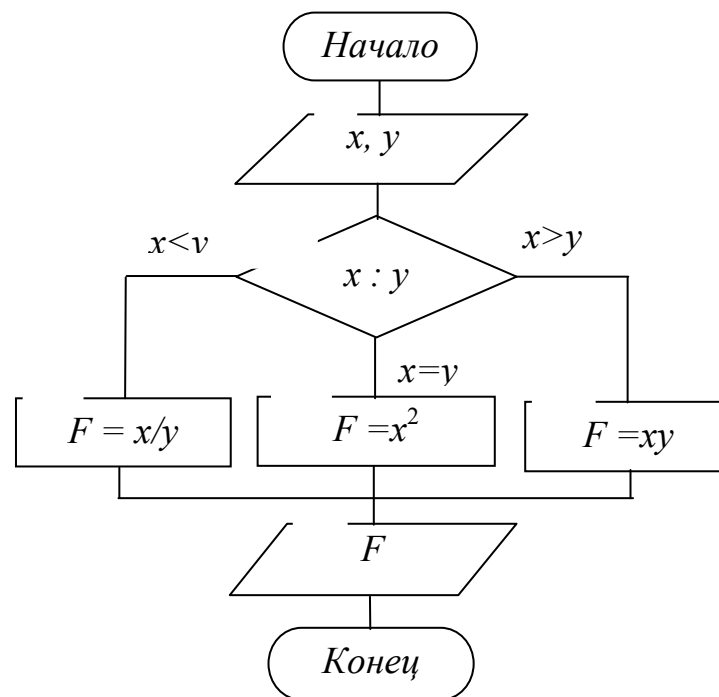 Начало
x, y
x<y
x>y
x : y
x=y
F = x/y
F =x²
F =xy
F
Конец